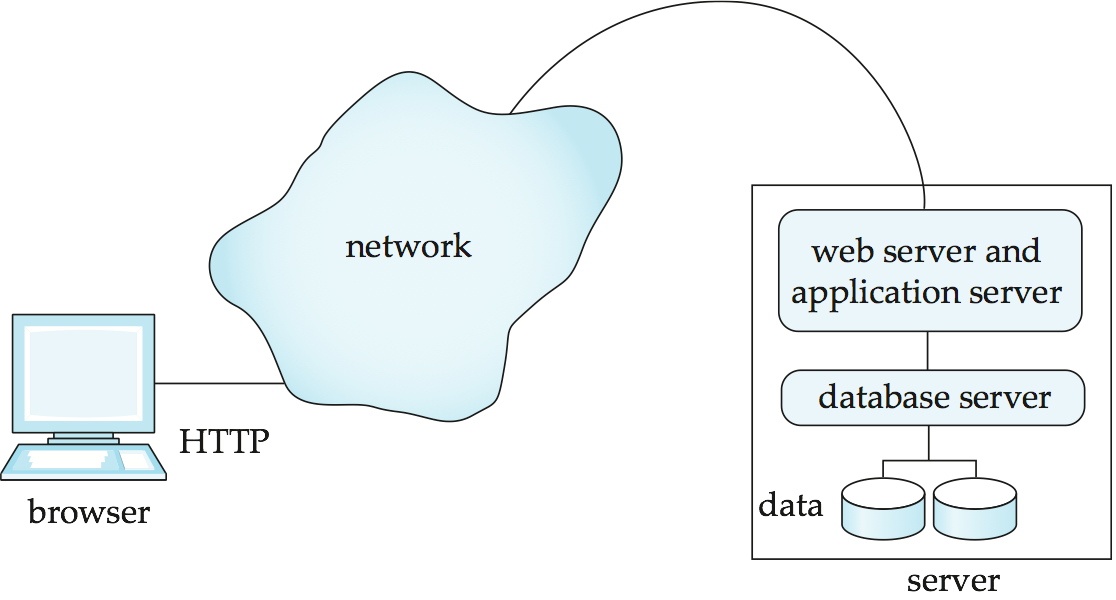 network
web server and
application server
HTTP
database server
browser
data
server